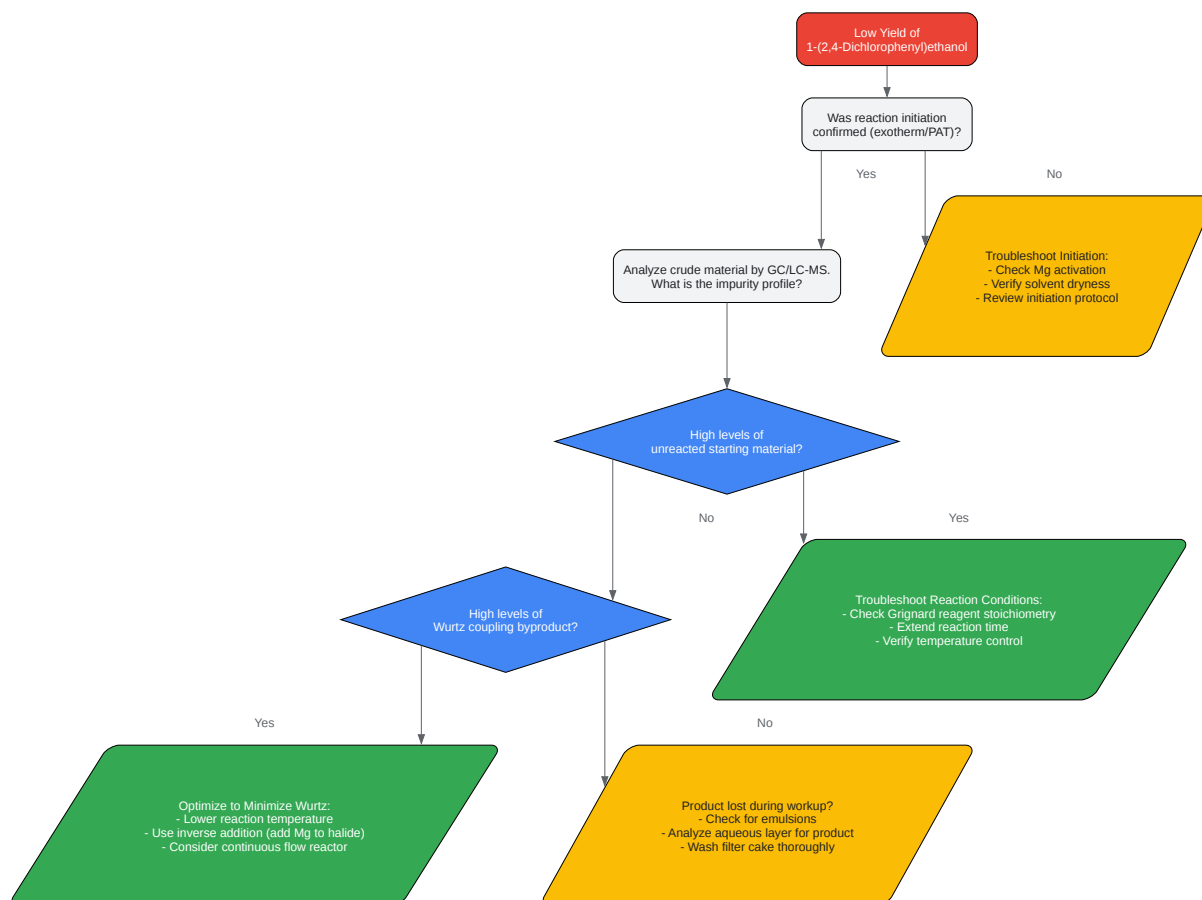 Low Yield of
1-(2,4-Dichlorophenyl)ethanol
Was reaction initiation
confirmed (exotherm/PAT)?
Yes
No
Troubleshoot Initiation:
- Check Mg activation
- Verify solvent dryness
- Review initiation protocol
Analyze crude material by GC/LC-MS.
What is the impurity profile?
High levels of
unreacted starting material?
No
Yes
Troubleshoot Reaction Conditions:
- Check Grignard reagent stoichiometry
- Extend reaction time
- Verify temperature control
High levels of
Wurtz coupling byproduct?
Yes
No
Optimize to Minimize Wurtz:
- Lower reaction temperature
- Use inverse addition (add Mg to halide)
- Consider continuous flow reactor
Product lost during workup?
- Check for emulsions
- Analyze aqueous layer for product
- Wash filter cake thoroughly